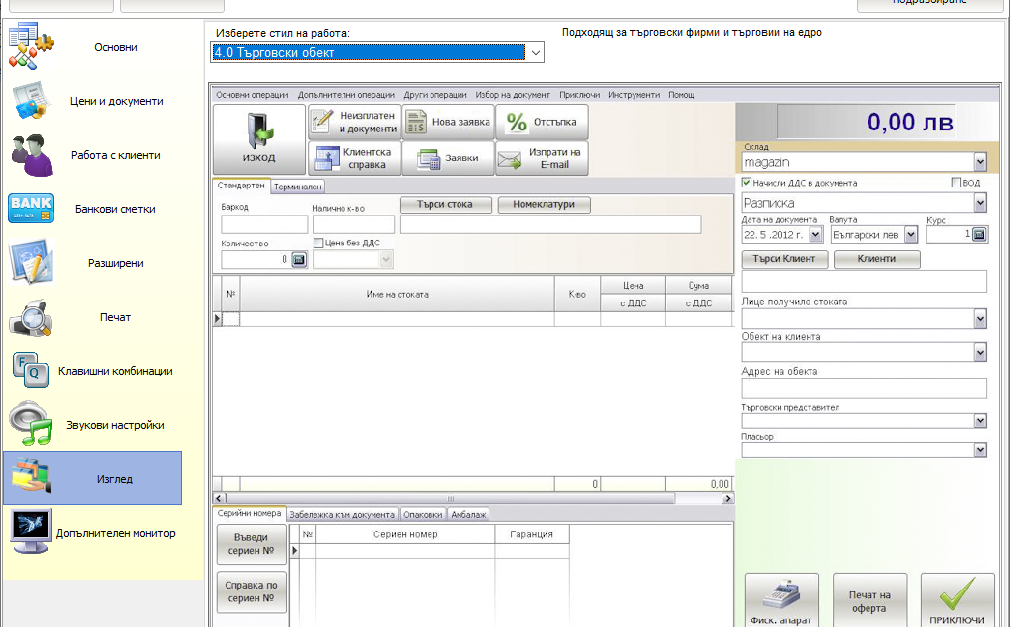 подразбиране
Основни
Цени и документи
Работа с клиенти
BANK
Банкови сметки
Разширени
Печат
F
Q
Клавишни комбинации
Звукови настройки
Изглед
Допълнителен монитор
Изберете стил на работа:
4.0 Търговски обект
Подходящ за търговски фирми и търговии на едро
Основни операции Допълнителни операции Други операции Избор на документ Приключи Инструменти Помощ
ИЗХОД
Неизплатен
и документи
Нова заявка
% Отстъпка
Клиентска
справка
Заявки
Изпрати на
E-mail
Стандартен Терминален
Баркод
Налично к-во
Търси стока
Номеклатури
Количество
Цена без ДДС
0
№ Име на стоката К-во Цена Сума
с ДДС с ДДС
0 0,00
Серийни номера Забележка към документа Опаковки Амбалаж
Въведи
сериен №
Справка по
сериен №
№ Сериен номер Гаранция
0,00 лв
Склад
magazin
Начисли ДДС в документа ВОД
Разписка
Дата на документа Валута Курс
22. 5 .2012 г. Български лев 1
Търси Клиент Клиенти
Лице получило стоката
Обект на клиента
Адрес на обекта
Търговски представител
Пласьор
Фиск. апарат
Печат на
оферта
ПРИКЛЮЧИ